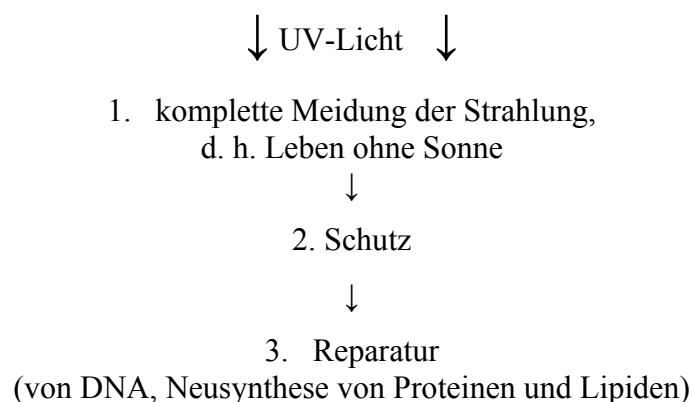 ↓ UV-Licht ↓
1. komplette Meidung der Strahlung,
d. h. Leben ohne Sonne
↓
2. Schutz
↓
3. Reparatur
(von DNA, Neusynthese von Proteinen und Lipiden)